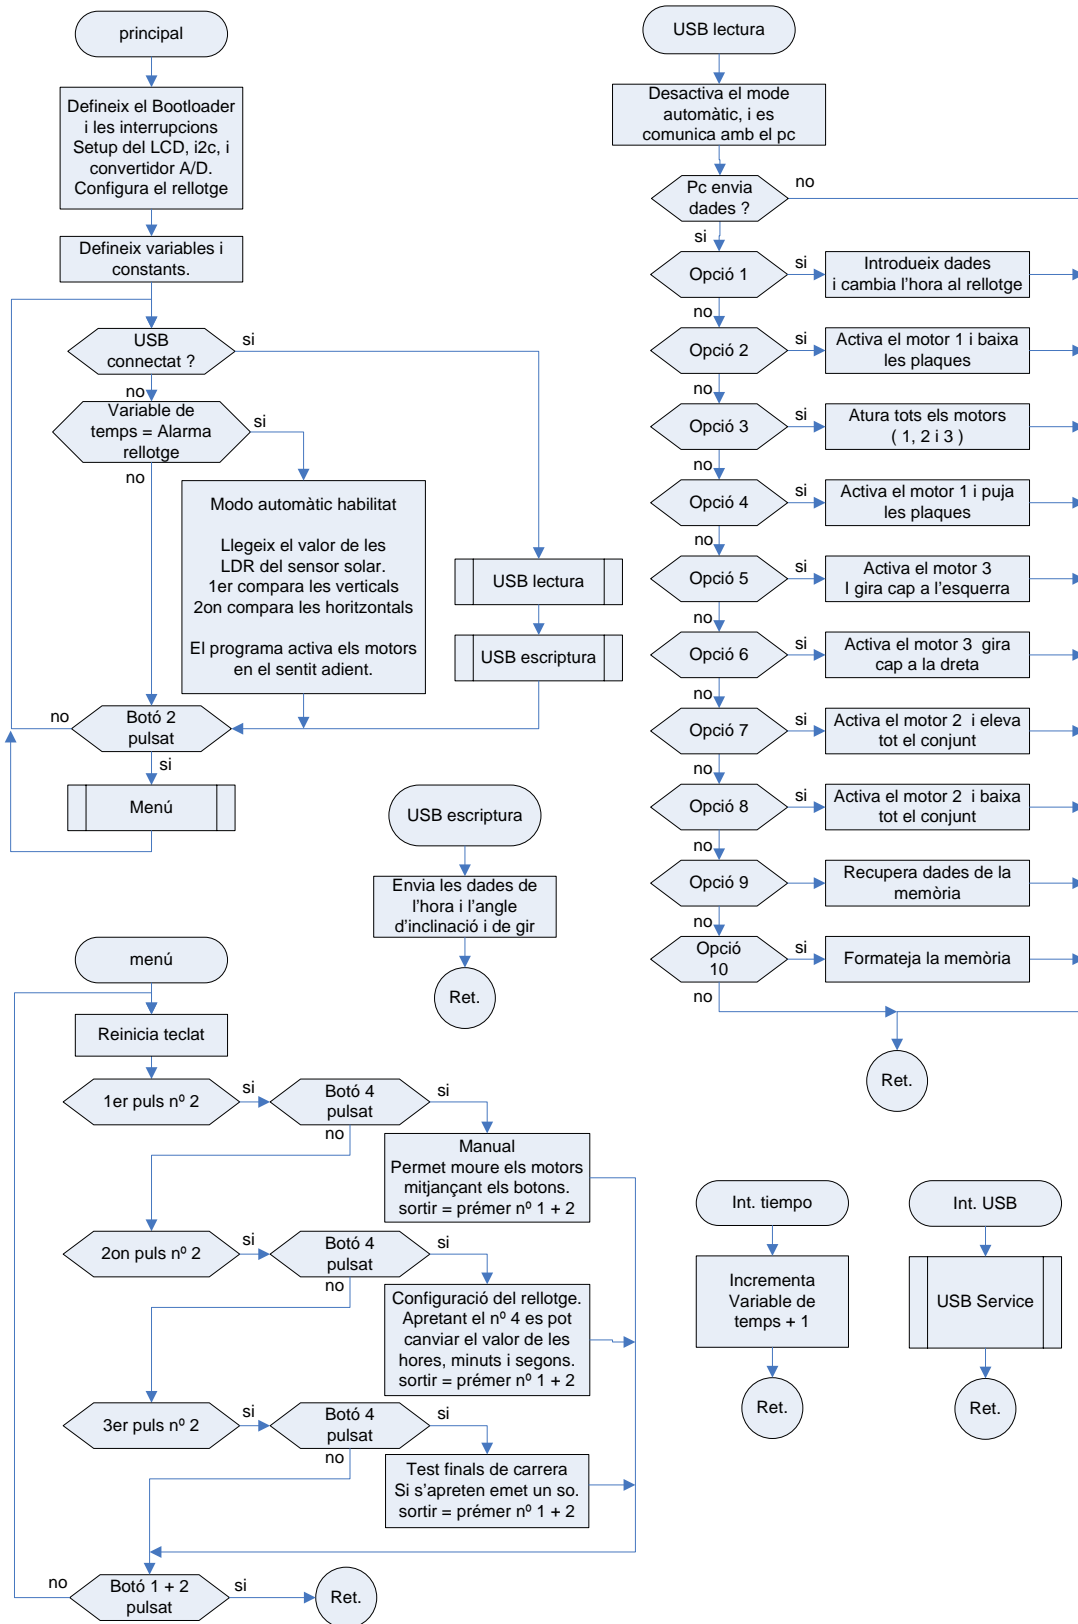 principal
Defineix el Bootloader
i les interrupcions
Setup del LCD, i2c, i
convertidor A/D.
Configura el rellotge
Defineix variables i
constants.
USB
connectat ?
si
no
Variable de
temps = Alarma
rellotge
si
no
Modo automàtic habilitat
Llegeix el valor de les
LDR del sensor solar.
1er compara les verticals
2on compara les horitzontals
El programa activa els motors
en el sentit adient.
USB lectura
USB escriptura
no
Botó 2
pulsat
si
Menú
USB escriptura
Envia les dades de
l'hora i l'angle
d'inclinació i de gir
Ret.
USB lectura
Desactiva el mode
automàtic, i es
comunica amb el pc
Pc envia
dades ?
no
si
Opció 1
si
Introdueix dades
i cambia l'hora al rellotge
no
Opció 2
si
Activa el motor 1 i baixa
les plaques
no
Opció 3
si
Atura tots els motors
( 1, 2 i 3 )
no
Opció 4
si
Activa el motor 1 i puja
les plaques
no
Opció 5
si
Activa el motor 3
I gira cap a l'esquerra
no
Opció 6
si
Activa el motor 3 gira
cap a la dreta
no
Opció 7
si
Activa el motor 2 i eleva
tot el conjunt
no
Opció 8
si
Activa el motor 2 i baixa
tot el conjunt
no
Opció 9
si
Recupera dades de la
memòria
no
Opció
10
si
Formateja la memòria
no
Ret.
menú
Reinicia teclat
1er puls nº 2
si
Botó 4
pulsat
si
no
Manual
Permet moure els motors
mitjançant els botons.
sortir = prémer nº 1 + 2
2on puls nº 2
si
Botó 4
pulsat
si
no
Configuració del rellotge.
Apretant el nº 4 es pot
canviar el valor de les
hores, minuts i segons.
sortir = prémer nº 1 + 2
3er puls nº 2
si
Botó 4
pulsat
si
no
Test finals de carrera
Si s'apreten emet un so.
sortir = prémer nº 1 + 2
no
Botó 1 + 2
pulsat
si
Ret.
Int. tiempo
Incrementa
Variable de
temps + 1
Ret.
Int. USB
USB Service
Ret.